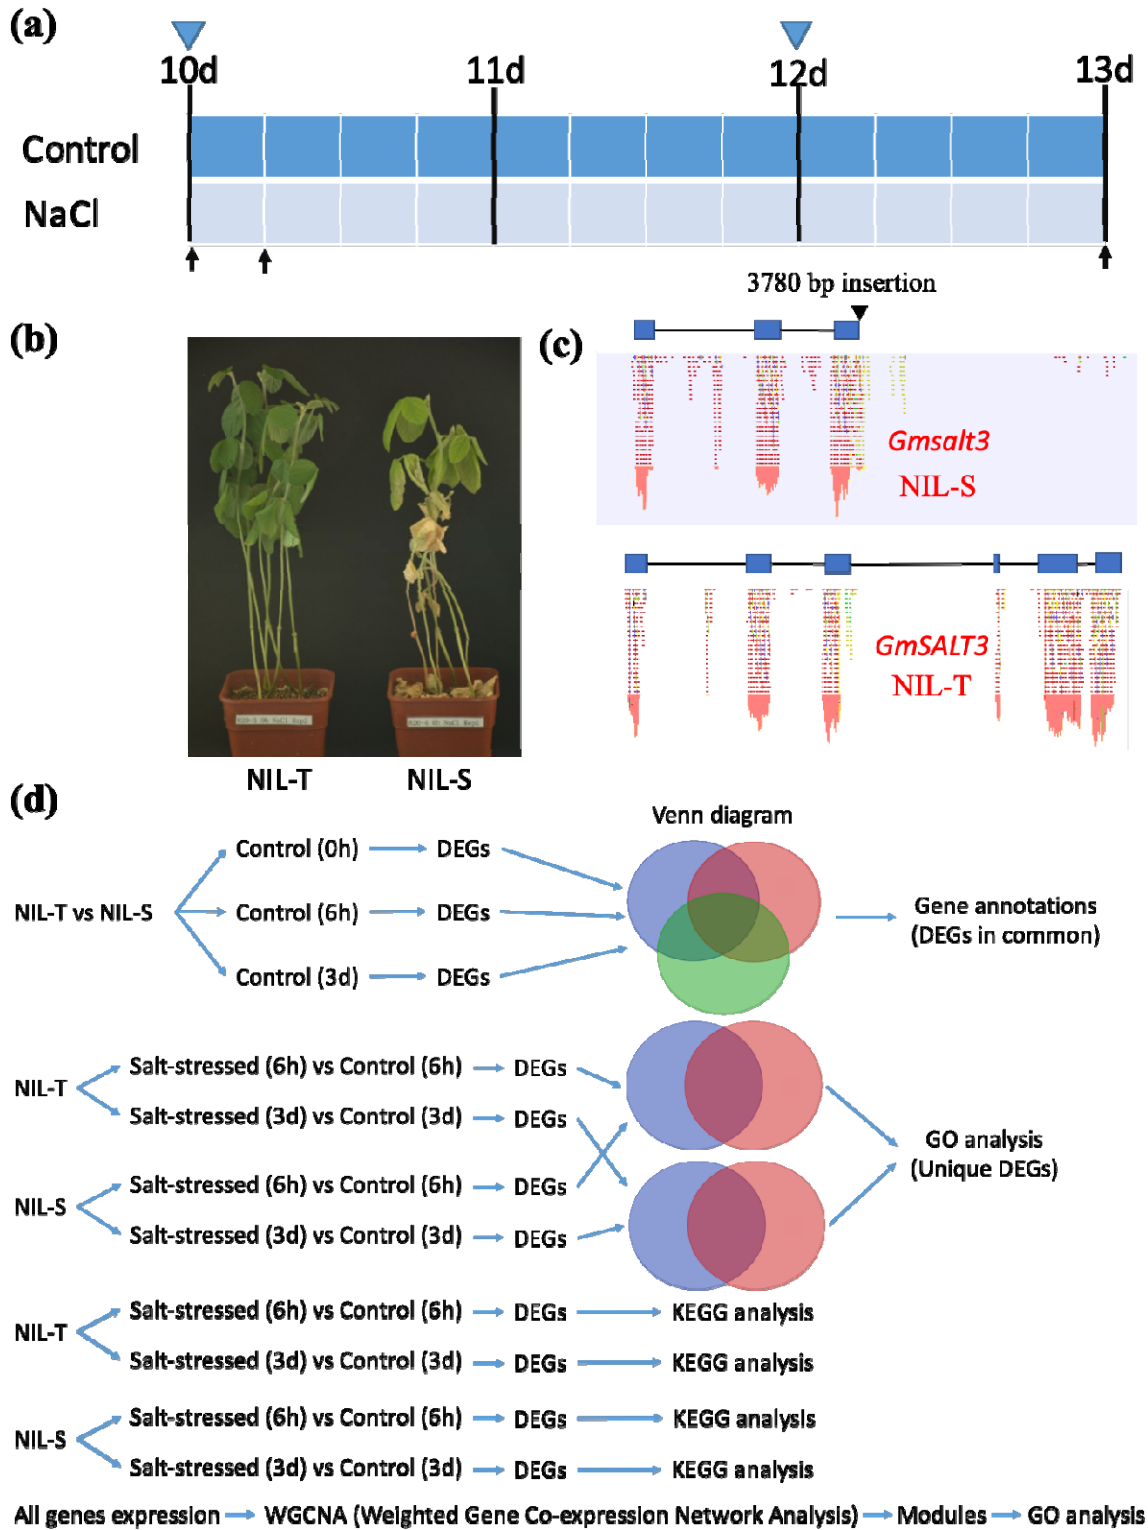 (a)
10d 11d 12d 13d
Control
NaCl
3780 bp insertion
(b)
(c)
Gmsalt3
NIL-S
GmSALT3
NIL-T
NIL-T NIL-S
(d)
Venn diagram
NIL-T vs NIL-S
Control (0h) DEGs
Control (6h) DEGs
Control (3d) DEGs
Gene annotations
(DEGs in common)
NIL-T
Salt-stressed (6h) vs Control (6h) DEGs
Salt-stressed (3d) vs Control (3d) DEGs
NIL-S
Salt-stressed (6h) vs Control (6h) DEGs
Salt-stressed (3d) vs Control (3d) DEGs
GO analysis
(Unique DEGs)
NIL-T
Salt-stressed (6h) vs Control (6h) DEGs KEGG analysis
Salt-stressed (3d) vs Control (3d) DEGs KEGG analysis
NIL-S
Salt-stressed (6h) vs Control (6h) DEGs KEGG analysis
Salt-stressed (3d) vs Control (3d) DEGs KEGG analysis
All genes expression WGCNA (Weighted Gene Co-expression Network Analysis) Modules GO analysis